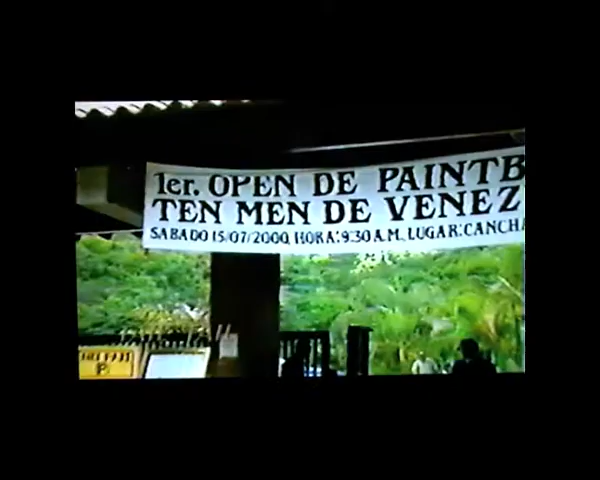 1er. OPEN DE PAINTB
TEN MEN DE VENEZ
SABADO 15/07/2000, HORA: 9:30 A.M., LUGAR: CANCHA